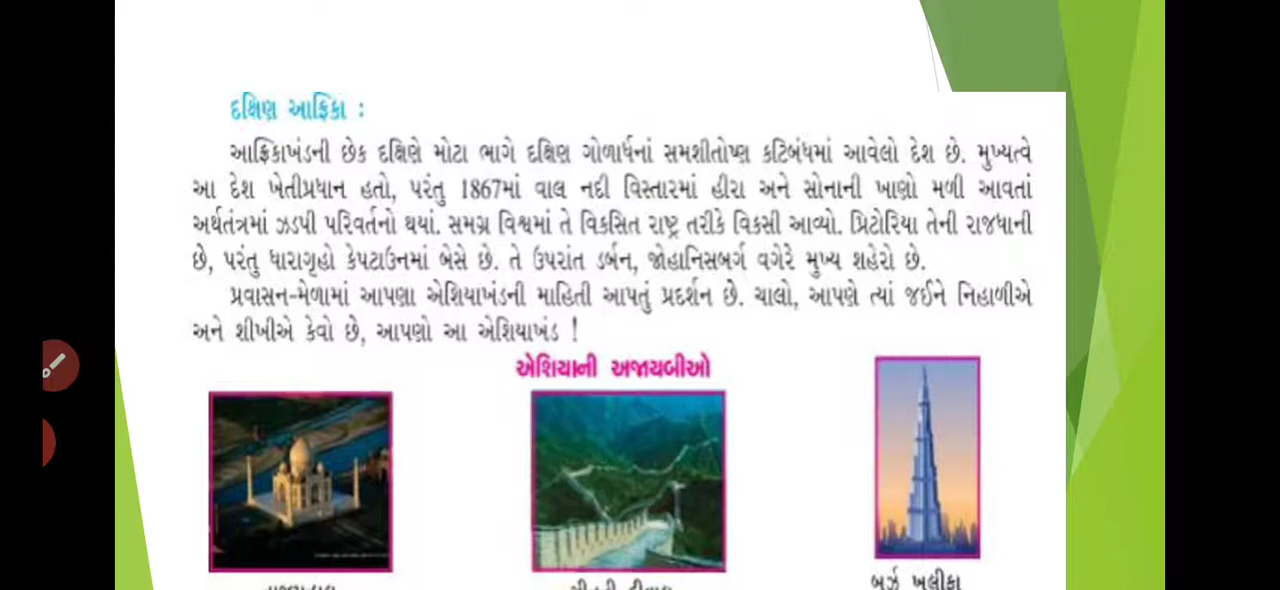 દક્ષિણ આફ્રિકા :
આફ્રિકાખંડની છેક દક્ષિણે મોટા ભાગે દક્ષિણ ગોળાર્ધનાં સમશીતોષ્ણ કટિબંધમાં આવેલો દેશ છે. મુખ્યત્વે
આ દેશ ખેતીપ્રધાન હતો, પરંતુ 1867માં વાલ નદી વિસ્તારમાં હીરા અને સોનાની ખાણો મળી આવતાં
અર્થતંત્રમાં ઝડપી પરિવર્તનો થયાં. સમગ્ર વિશ્વમાં તે વિકસિત રાષ્ટ્ર તરીકે વિકસી આવ્યો. પ્રિટોરિયા તેની રાજધાની
છે, પરંતુ ધારાગૃહો કેપટાઉનમાં બેસે છે. તે ઉપરાંત ડર્બન, જોહાનિસબર્ગ વગેરે મુખ્ય શહેરો છે.
પ્રવાસન-મેળામાં આપણા એશિયાખંડની માહિતી આપતું પ્રદર્શન છે. ચાલો, આપણે ત્યાં જઈને નિહાળીએ
અને શીખીએ કેવો છે, આપણો આ એશિયાખંડ !
એશિયાની અજાયબીઓ
બુર્ઝ ખલીફા